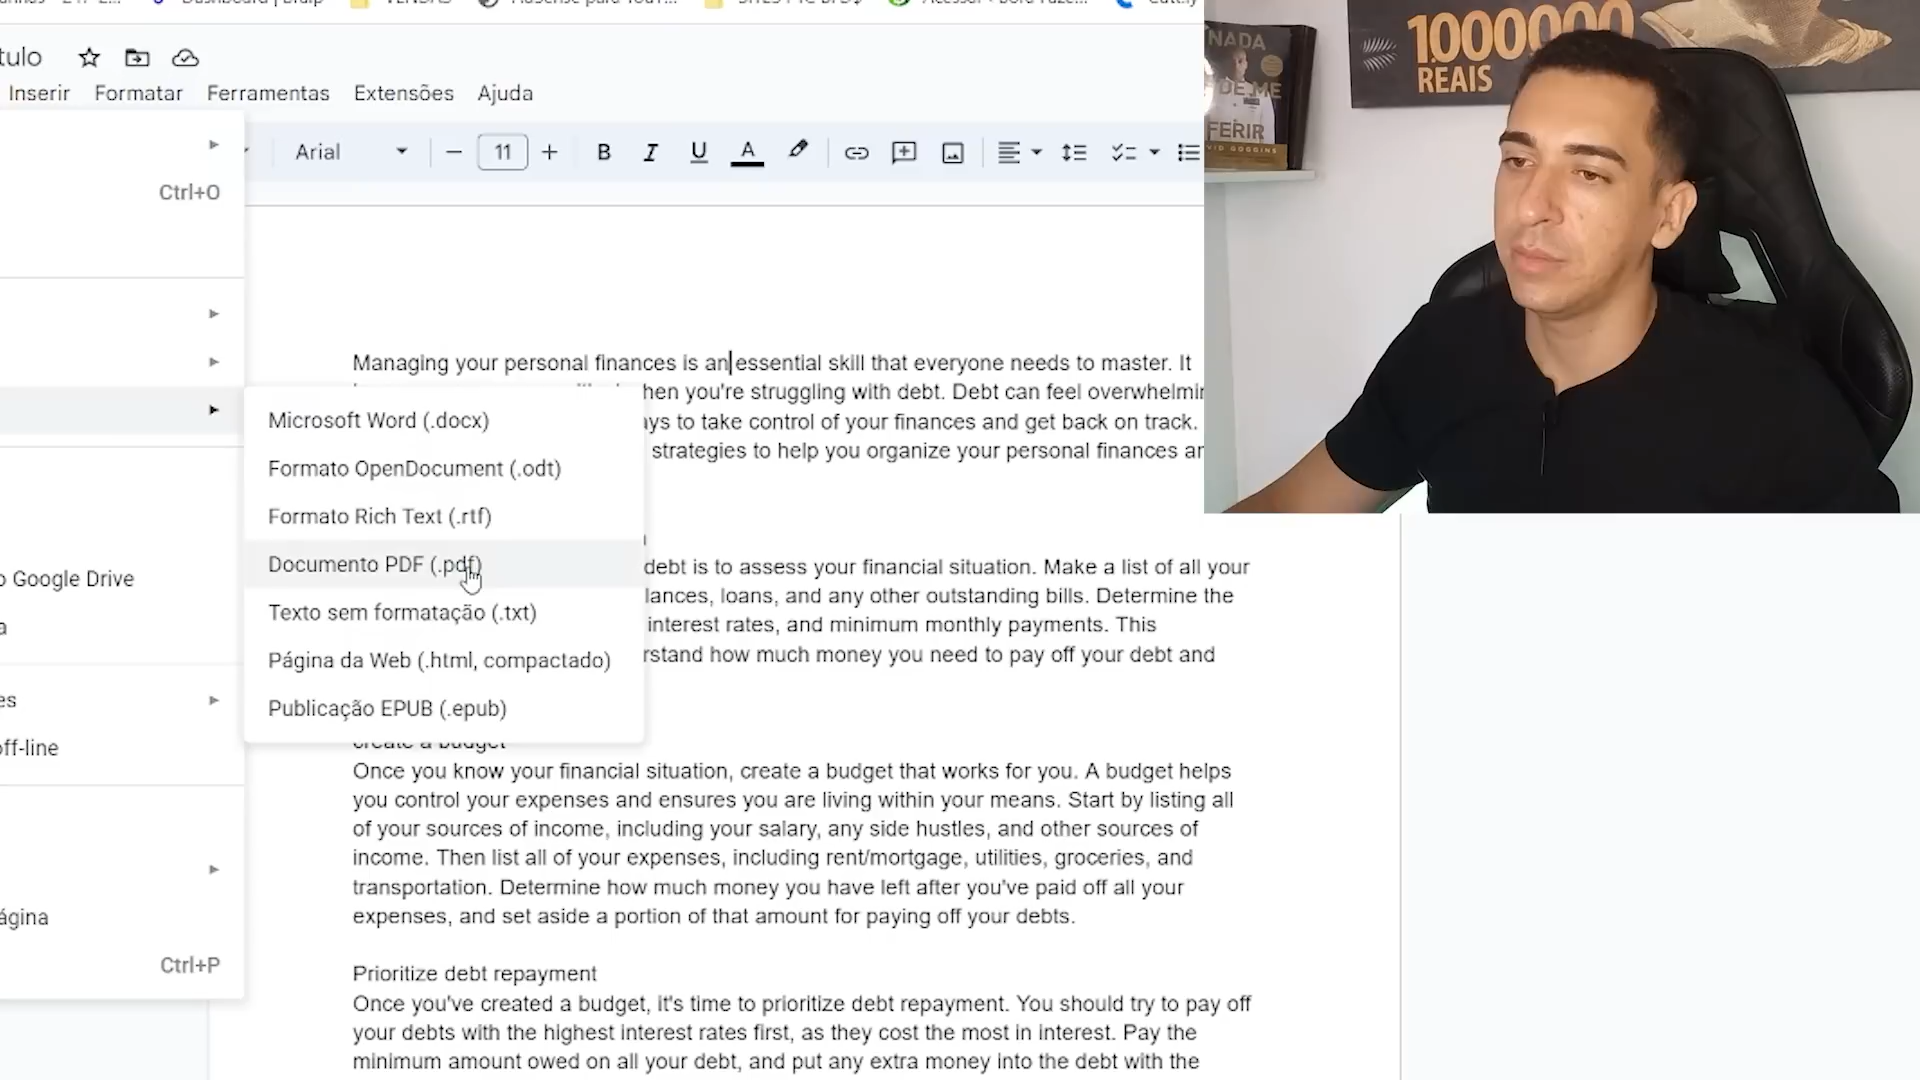 Dashboard | Braip
VENDAS
AdSense para YouT...
tulo
Inserir Formatar Ferramentas Extensões Ajuda
Arial
11
B I U A
Ctrl+O
Microsoft Word (.docx)
Formato OpenDocument (.odt)
Formato Rich Text (.rtf)
Documento PDF (.pdf)
Texto sem formatação (.txt)
Página da Web (.html, compactado)
Publicação EPUB (.epub)
o Google Drive
a
es
off-line
ágina
Ctrl+P
Managing your personal finances is an essential skill that everyone needs to master. It
hen you're struggling with debt. Debt can feel overwhelmin
ys to take control of your finances and get back on track.
strategies to help you organize your personal finances an
debt is to assess your financial situation. Make a list of all your
lances, loans, and any other outstanding bills. Determine the
interest rates, and minimum monthly payments. This
rstand how much money you need to pay off your debt and
create a budget
Once you know your financial situation, create a budget that works for you. A budget helps
you control your expenses and ensures you are living within your means. Start by listing all
of your sources of income, including your salary, any side hustles, and other sources of
income. Then list all of your expenses, including rent/mortgage, utilities, groceries, and
transportation. Determine how much money you have left after you've paid off all your
expenses, and set aside a portion of that amount for paying off your debts.
Prioritize debt repayment
Once you've created a budget, it's time to prioritize debt repayment. You should try to pay off
your debts with the highest interest rates first, as they cost the most in interest. Pay the
minimum amount owed on all your debt, and put any extra money into the debt with the
NADA
DE ME
FERIR
VID GOGGINS
1000000
REAIS